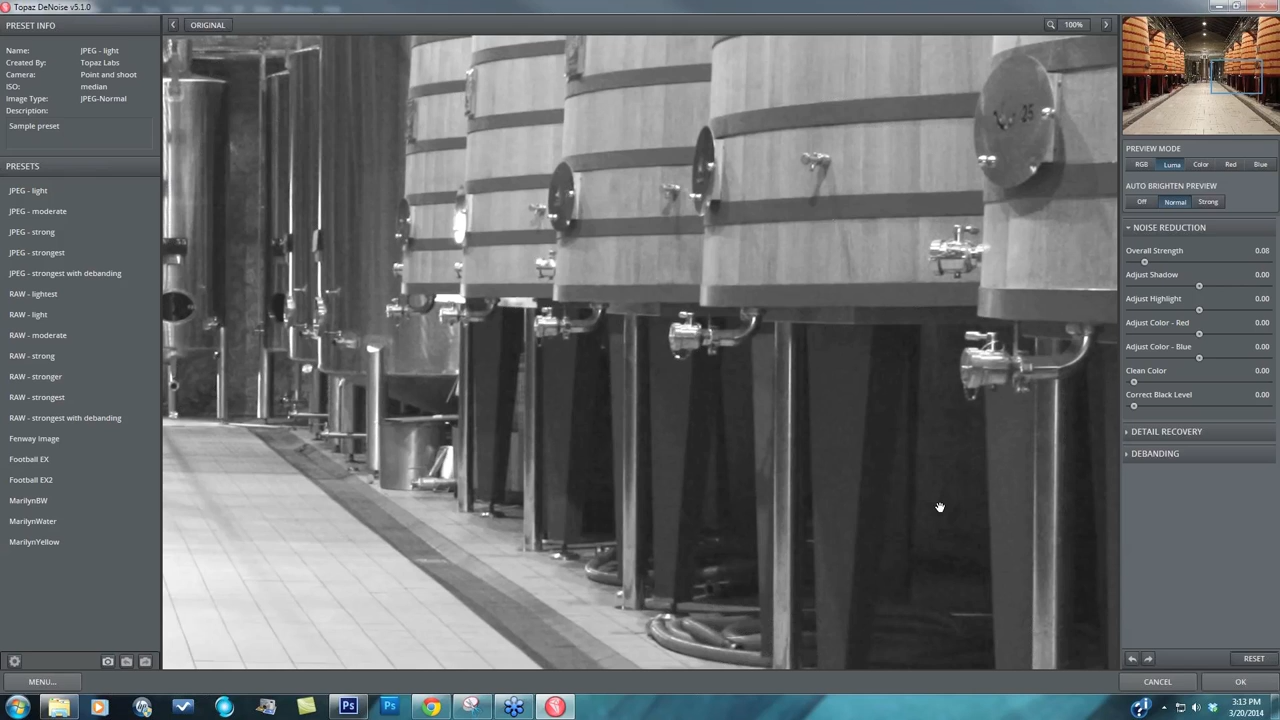 Topaz DeNoise v5.1.0
PRESET INFO
Name: JPEG - light
Created By: Topaz Labs
Camera: Point and shoot
ISO: median
Image Type: JPEG-Normal
Description:
Sample preset
PRESETS
JPEG - light
JPEG - moderate
JPEG - strong
JPEG - strongest
JPEG - strongest with debanding
RAW - lightest
RAW - light
RAW - moderate
RAW - strong
RAW - stronger
RAW - strongest
RAW - strongest with debanding
Fenway Image
Football EX
Football EX2
MarilynBW
MarilynWater
MarilynYellow
MENU...
ORIGINAL
100%
25
PREVIEW MODE
RGB Luma Color Red Blue
AUTO BRIGHTEN PREVIEW
Off Normal Strong
NOISE REDUCTION
Overall Strength 0.08
Adjust Shadow 0.00
Adjust Highlight 0.00
Adjust Color - Red 0.00
Adjust Color - Blue 0.00
Clean Color 0.00
Correct Black Level 0.00
DETAIL RECOVERY
DEBANDING
RESET
CANCEL OK
Ps Ps
3:13 PM
3/20/2014